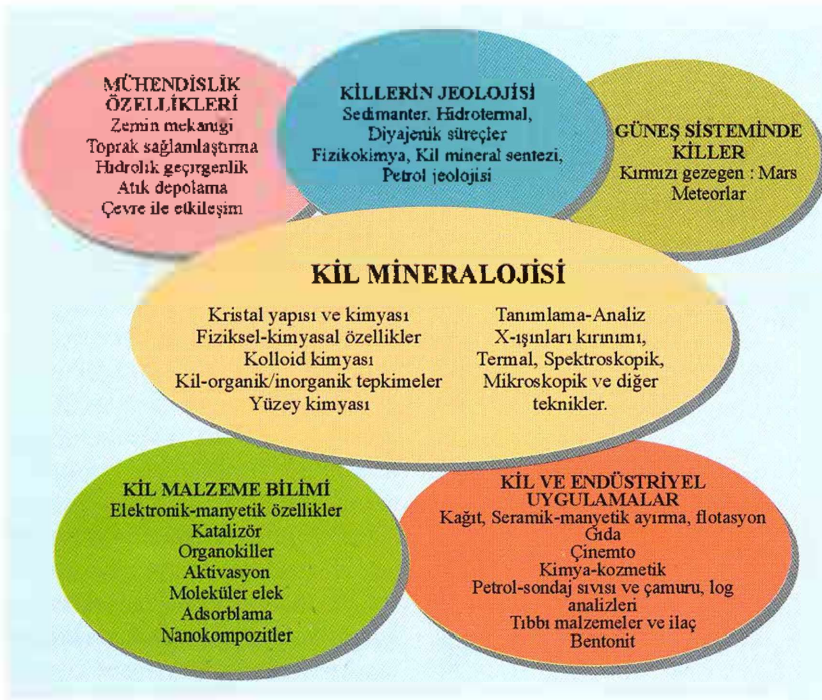 MÜHENDİSLİK
ÖZELLİKLERİ
Zemin mekaniği
Toprak sağlamlaştırma
Hidrolik geçirgenlik
Atık depolama
Çevre ile etkileşim
KİLLERİN JEOLOJİSİ
Sedimanter. Hidrotermal,
Diyajenik süreçler
Fizikokimya, Kil mineral sentezi,
Petrol jeolojisi
GÜNEŞ SİSTEMİNDE
KİLLER
Kırmızı gezegen : Mars
Meteorlar
KİL MİNERALOJİSİ
Kristal yapısı ve kimyası
Fiziksel-kimyasal özellikler
Kolloid kimyası
Kil-organik/inorganik tepkimeler
Yüzey kimyası
Tanımlama-Analiz
X-ışınları kırınımı,
Termal, Spektroskopik,
Mikroskopik ve diğer
teknikler.
KİL MALZEME BİLİMİ
Elektronik-manyetik özellikler
Katalizör
Organokiller
Aktivasyon
Moleküler elek
Adsorblama
Nanokompozitler
KİL VE ENDÜSTRİYEL
UYGULAMALAR
Kağıt, Seramik-manyetik ayırma, flotasyon
Gıda
Çinemto
Kimya-kozmetik
Petrol-sondaj sıvısı ve çamuru, log
analizleri
Tıbbı malzemeler ve ilaç
Bentonit